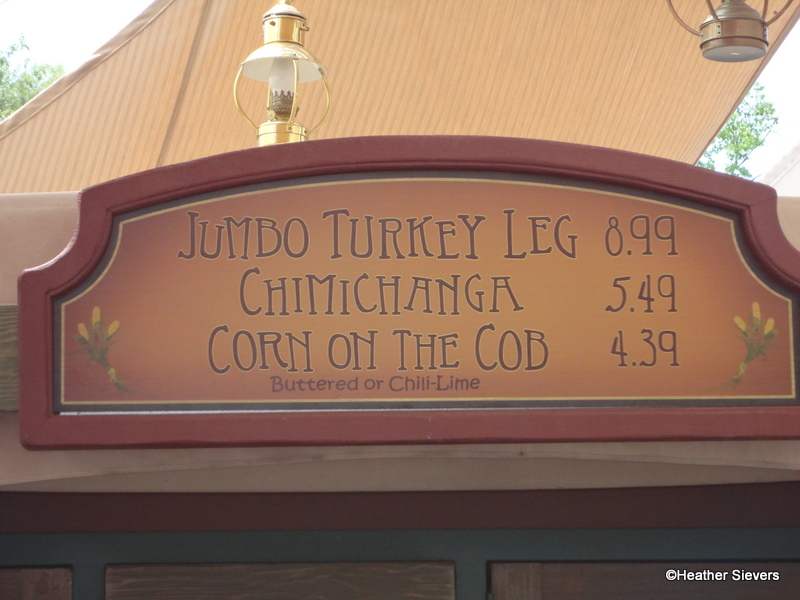 Jumbo Turkey Leg 8.99
Chimichanga 5.49
Corn on the Cob 4.39
Buttered or Chili-Lime
©Heather Sievers